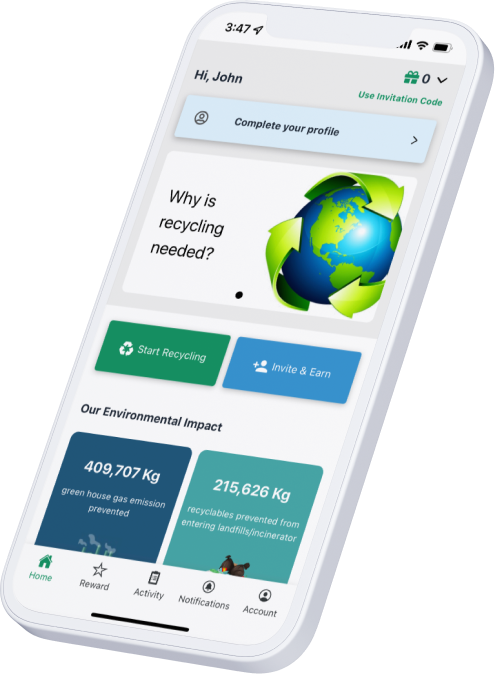 3:47
Hi, John
0
Use Invitation Code
Complete your profile
Why is
recycling
needed?
Start Recycling
Invite & Earn
Our Environmental Impact
409,707 Kg
green house gas emission
prevented
215,626 Kg
recyclables prevented from
entering landfills/incinerator
Home
Reward
Activity
Notifications
Account